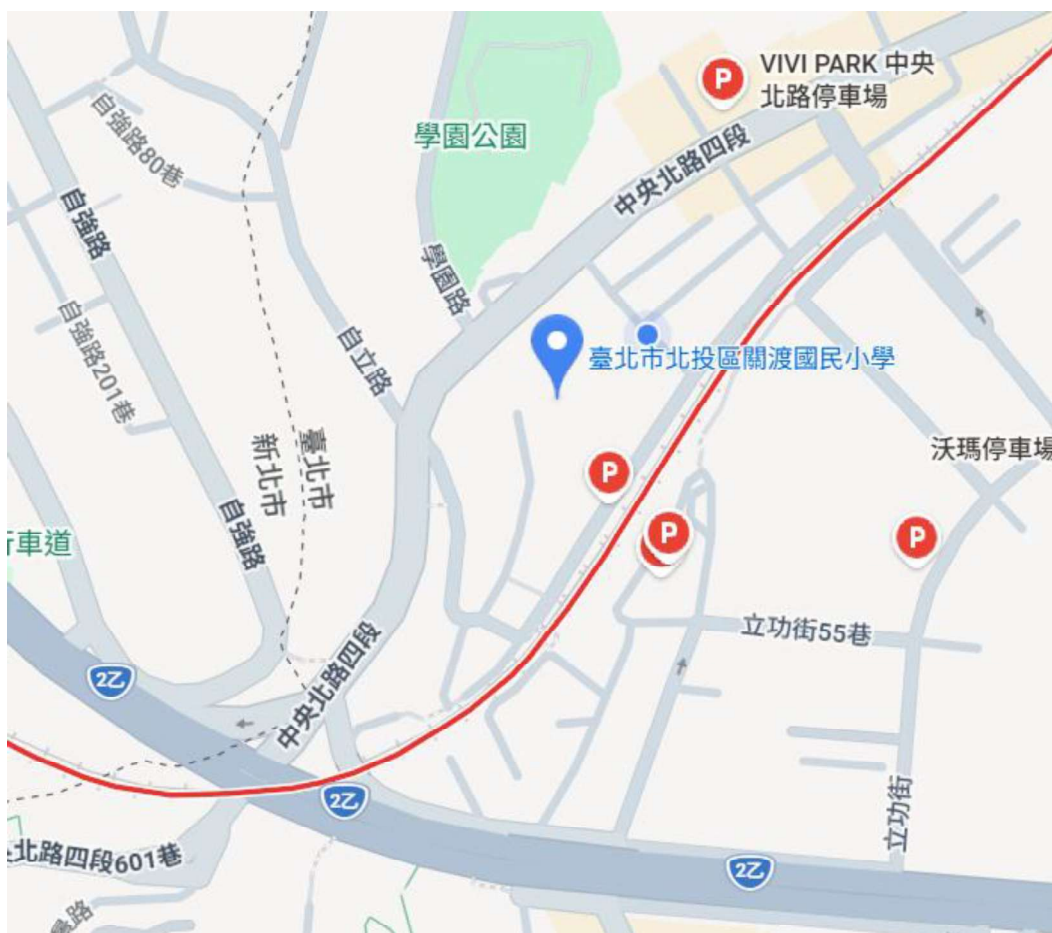 VIVI PARK 中央
北路停車場
P
學園公園
自強路80巷
中央北路四段
自強路
學園路
自立路
臺北市北投區關渡國民小學
自強路201巷
臺北市
新北市
沃瑪停車場
P
P
P
自強路
行車道
立功街55巷
2乙
中央北路四段
2乙
立功街
2乙
北路四段601巷